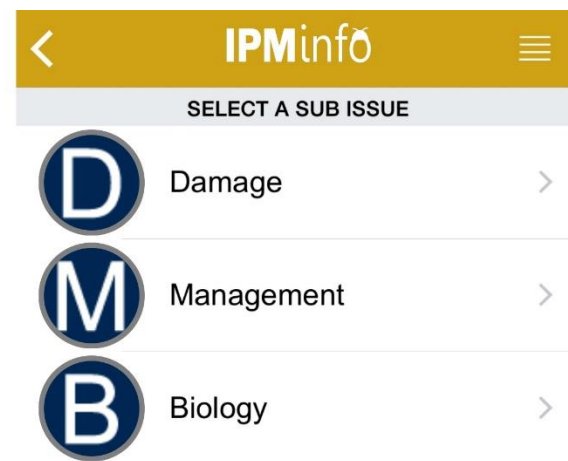 IPMinfo
SELECT A SUB ISSUE
D Damage
M Management
B Biology